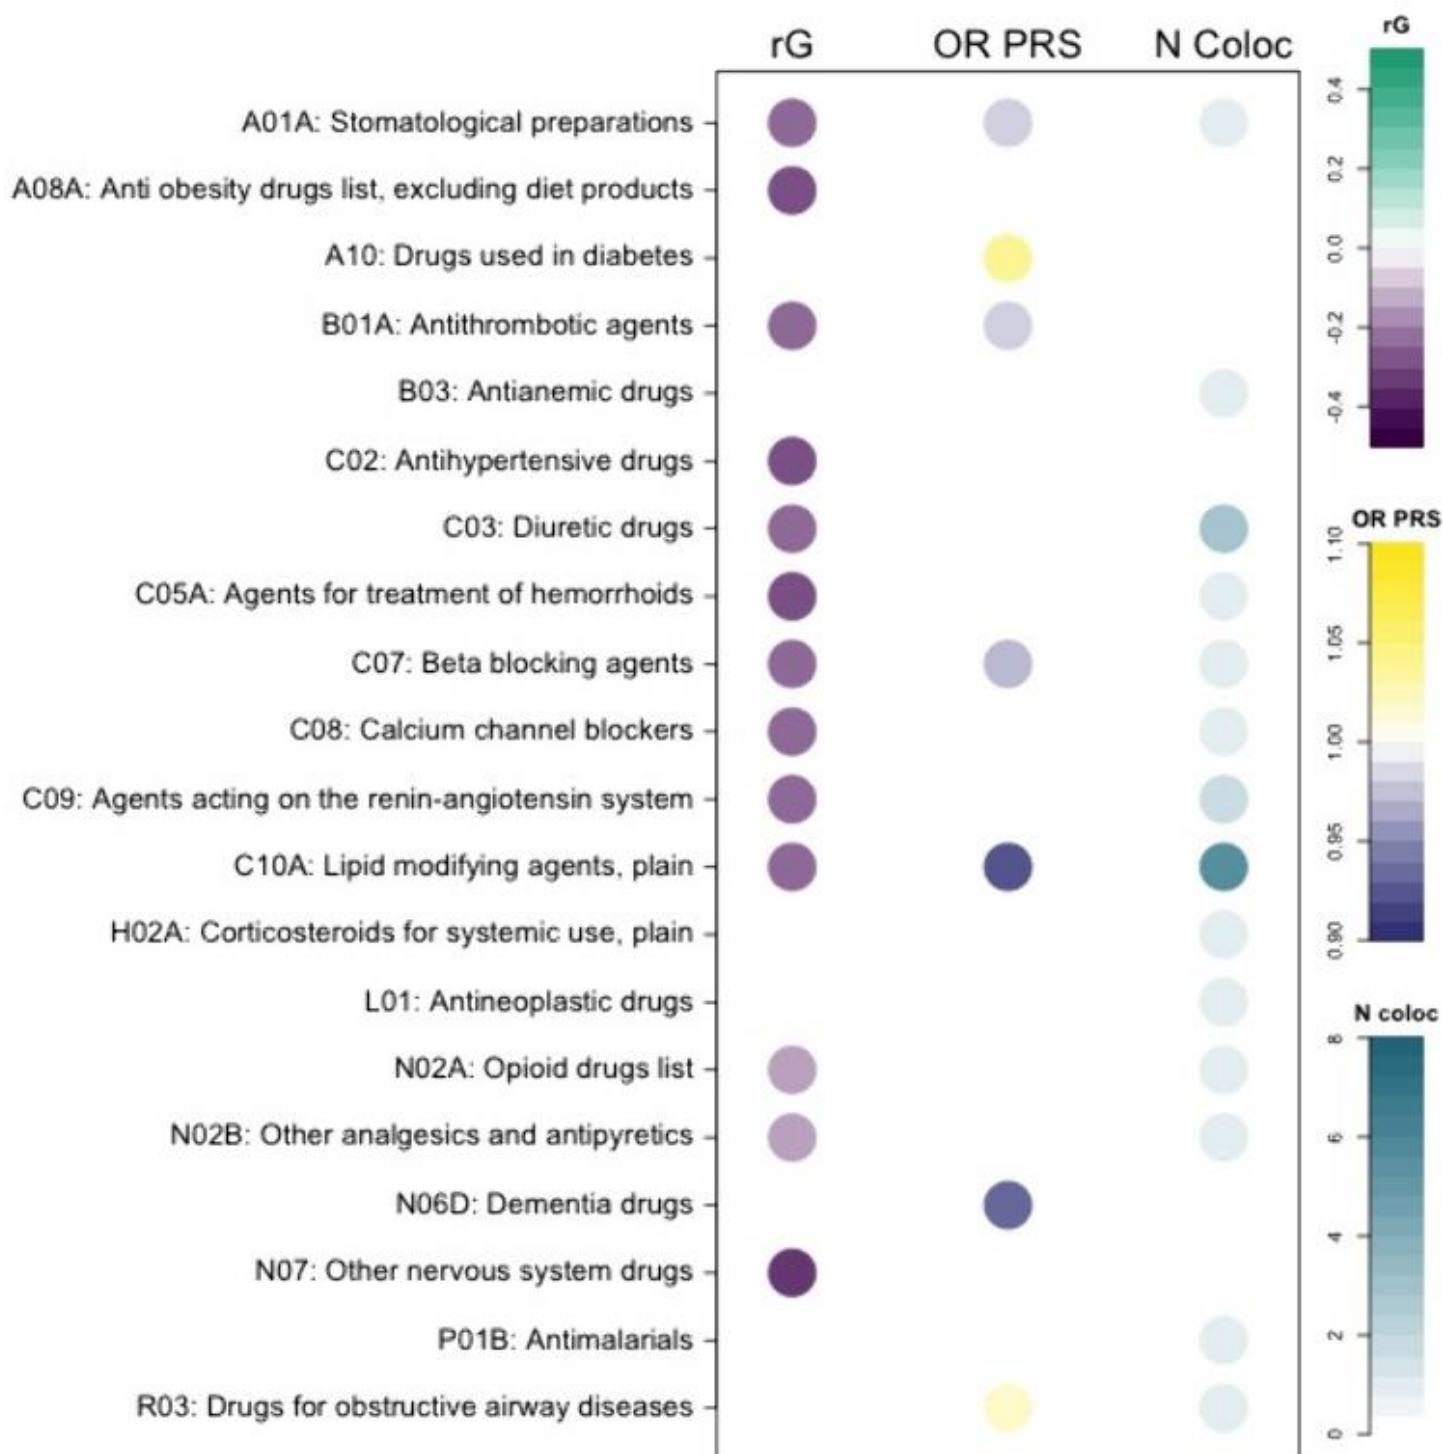 rG OR PRS N Coloc
A01A: Stomatological preparations
A08A: Anti obesity drugs list, excluding diet products
A10: Drugs used in diabetes
B01A: Antithrombotic agents
B03: Antianemic drugs
C02: Antihypertensive drugs
C03: Diuretic drugs
C05A: Agents for treatment of hemorrhoids
C07: Beta blocking agents
C08: Calcium channel blockers
C09: Agents acting on the renin-angiotensin system
C10A: Lipid modifying agents, plain
H02A: Corticosteroids for systemic use, plain
L01: Antineoplastic drugs
N02A: Opioid drugs list
N02B: Other analgesics and antipyretics
N06D: Dementia drugs
N07: Other nervous system drugs
P01B: Antimalarials
R03: Drugs for obstructive airway diseases
rG
0.4
0.2
0.0
-0.2
-0.4
OR PRS
1.10
1.05
1.00
0.95
0.90
N coloc
8
6
4
2
0